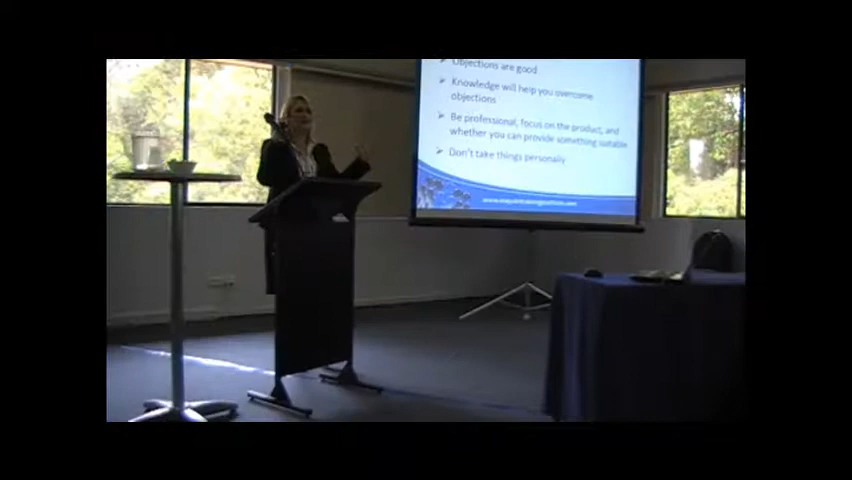 Objections are good
Knowledge will help you overcome
objections
Be professional, focus on the product, and
whether you can provide something suitable
Don't take things personally